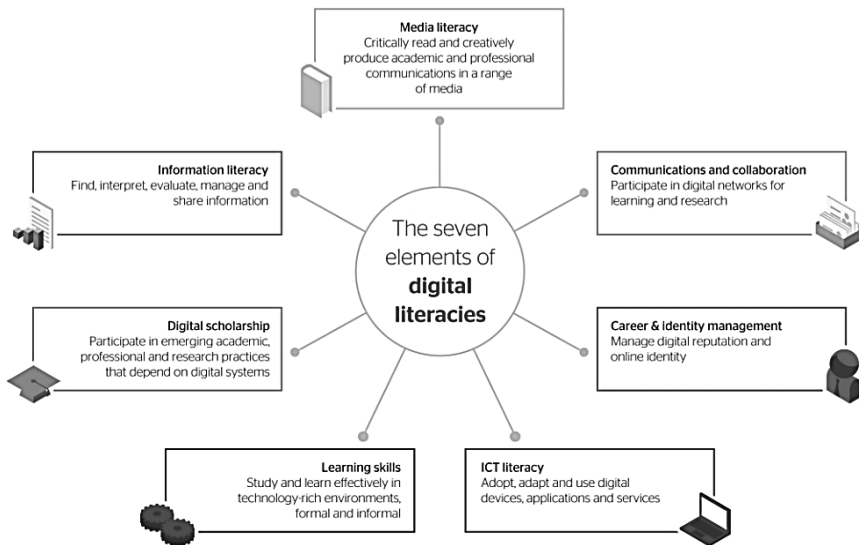 Media literacy
Critically read and creatively
produce academic and professional
communications in a range
of media
Information literacy
Find, interpret, evaluate, manage and
share information
Communications and collaboration
Participate in digital networks for
learning and research
The seven
elements of
digital
literacies
Digital scholarship
Participate in emerging academic,
professional and research practices
that depend on digital systems
Career & Identity management
Manage digital reputation and
online identity
Learning skills
Study and learn effectively in
technology-rich environments,
formal and informal
ICT literacy
Adopt, adapt and use digital
devices, applications and services